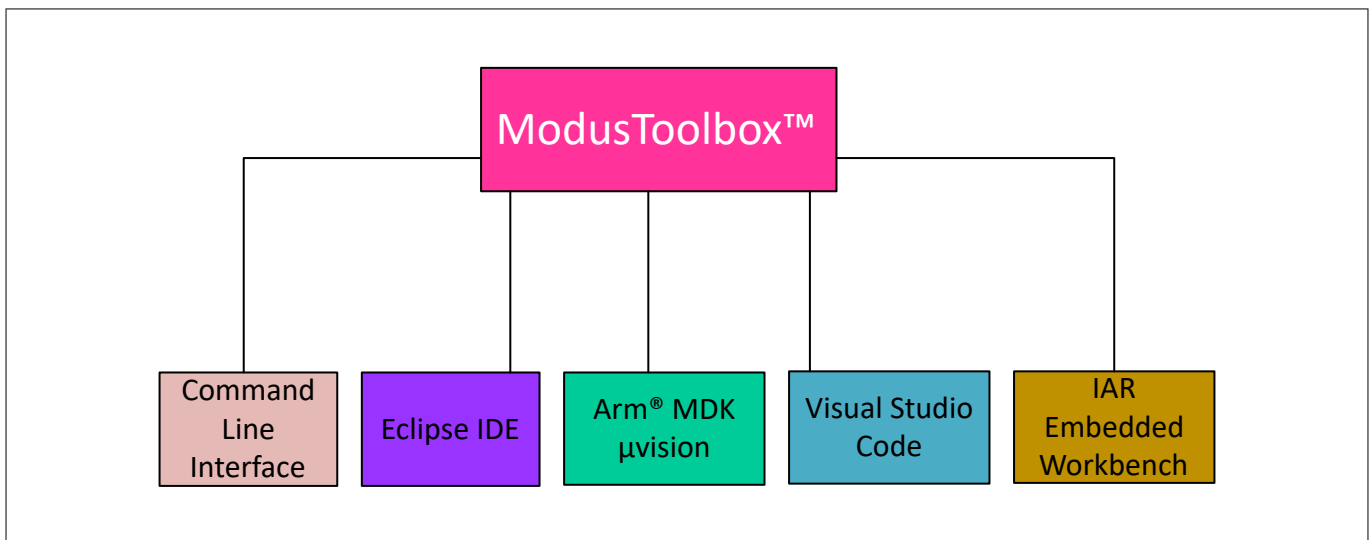 ModusToolbox™
Command
Line
Interface
Eclipse IDE
Arm® MDK
µvision
Visual Studio
Code
IAR
Embedded
Workbench